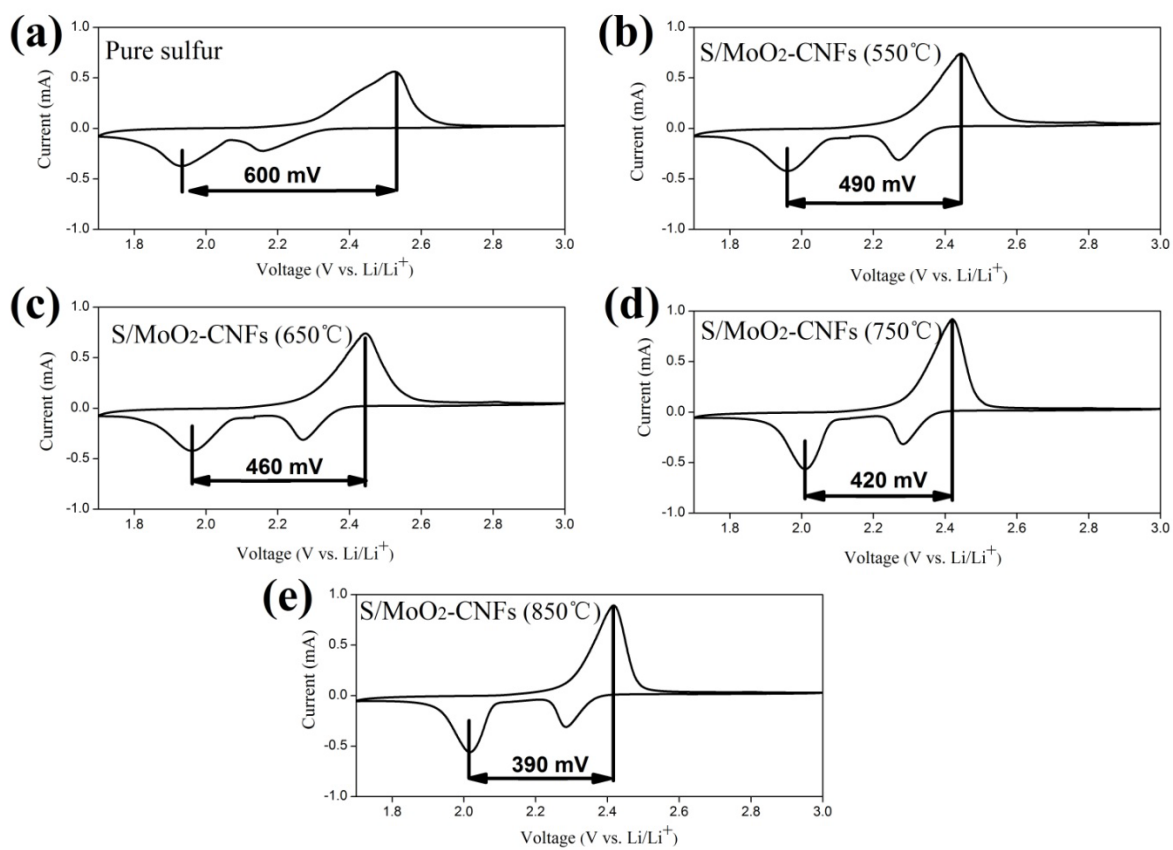 (a)
Pure sulfur
1.0
0.5
0.0
-0.5
-1.0
Current (mA)
600 mV
1.8 2.0 2.2 2.4 2.6 2.8 3.0
Voltage (V vs. Li/Li⁺)
(b)
S/MoO₂-CNFs (550℃)
1.0
0.5
0.0
-0.5
-1.0
Current (mA)
490 mV
1.8 2.0 2.2 2.4 2.6 2.8 3.0
Voltage (V vs. Li/Li⁺)
(c)
S/MoO₂-CNFs (650℃)
1.0
0.5
0.0
-0.5
-1.0
Current (mA)
460 mV
1.8 2.0 2.2 2.4 2.6 2.8 3.0
Voltage (V vs. Li/Li⁺)
(d)
S/MoO₂-CNFs (750℃)
1.0
0.5
0.0
-0.5
-1.0
Current (mA)
420 mV
1.8 2.0 2.2 2.4 2.6 2.8 3.0
Voltage (V vs. Li/Li⁺)
(e)
S/MoO₂-CNFs (850℃)
1.0
0.5
0.0
-0.5
-1.0
Current (mA)
390 mV
1.8 2.0 2.2 2.4 2.6 2.8 3.0
Voltage (V vs. Li/Li⁺)